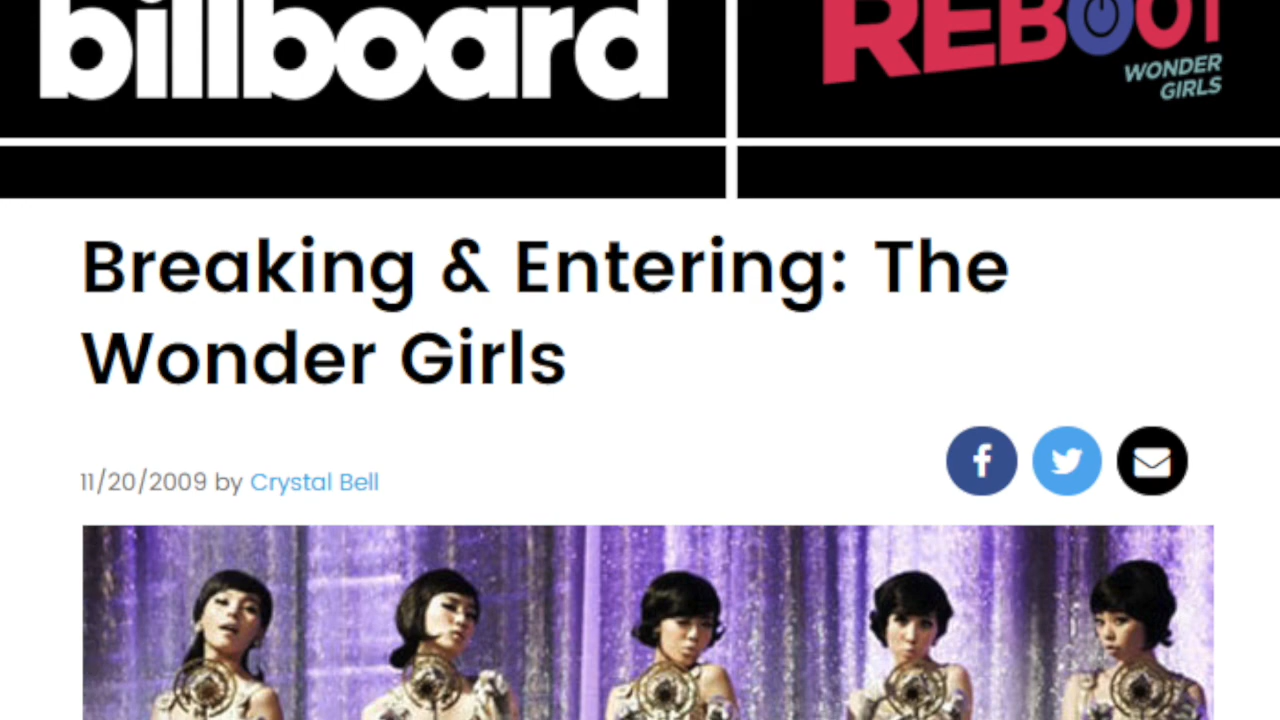 billboard
REBOOT
WONDER
GIRLS
Breaking & Entering: The
Wonder Girls
11/20/2009 by Crystal Bell